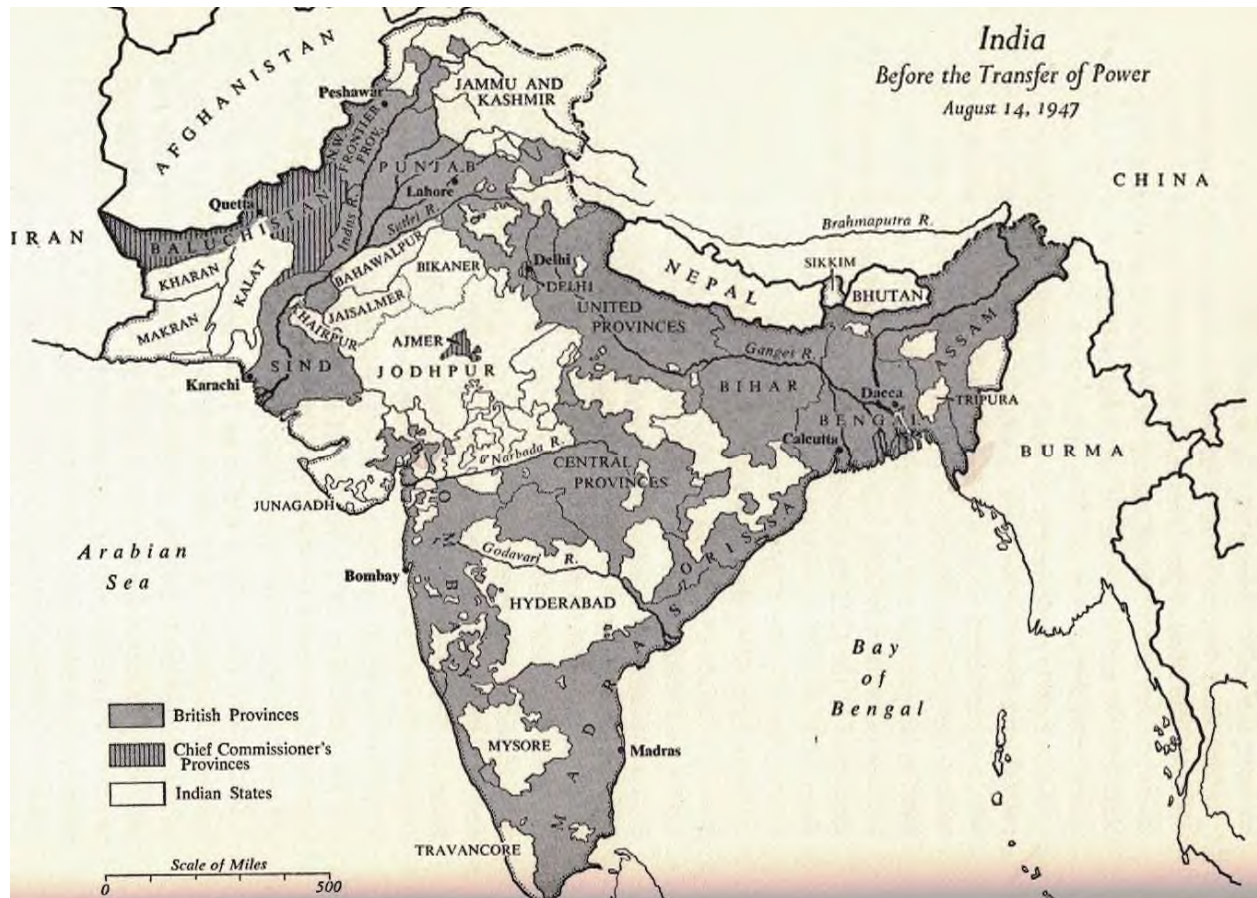 India
Before the Transfer of Power
August 14, 1947
AFGHANISTAN
Peshawar
JAMMU AND
KASHMIR
N.W.
FRONTIER
PROV.
PUNJAB
Lahore
CHINA
Quetta
Indus R.
Sutlej R.
IRAN
BALUCHISTAN
Brahmaputra R.
KHARAN
KALAT
BAHAWALPUR
BIKANER
Delhi
DELHI
NEPAL
SIKKIM
BHUTAN
MAKRAN
KHAIRPUR
JAISALMER
UNITED
PROVINCES
ASSAM
AJMER
JODHPUR
Ganges R.
SIND
Karachi
BIHAR
Dacca
TRIPURA
BENGAL
Calcutta
BURMA
Narbada R.
CENTRAL
PROVINCES
JUNAGADH
ORISSA
Arabian
Sea
Godavari R.
Bombay
BOMBAY
HYDERABAD
Bay
of
Bengal
MADRAS
British Provinces
Chief Commissioner's
Provinces
Indian States
MYSORE
Madras
TRAVANCORE
Scale of Miles
0
500